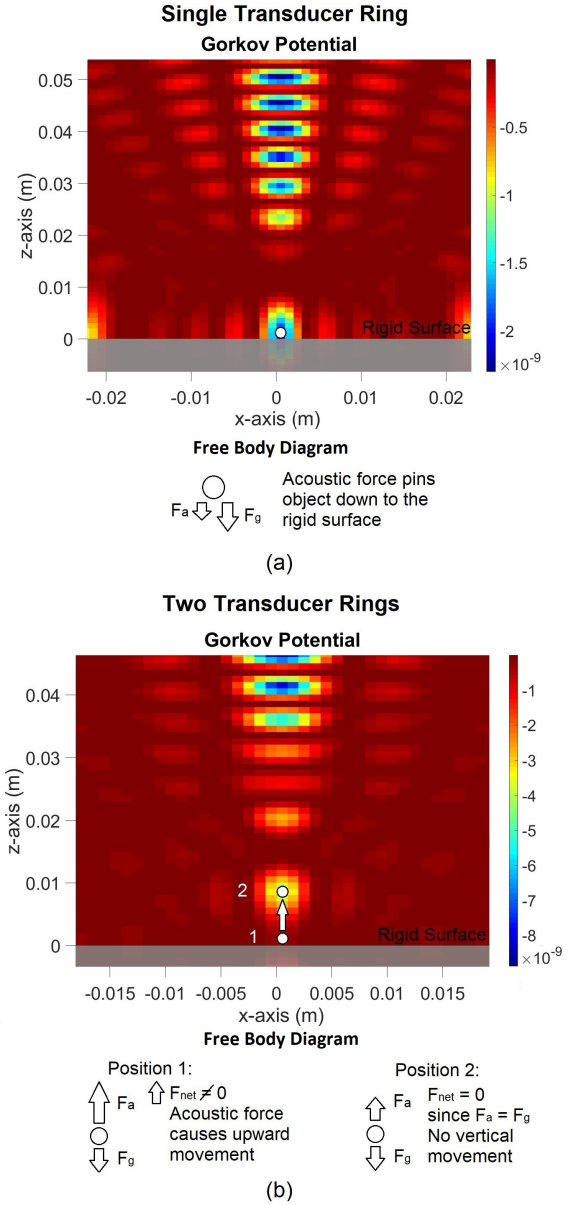 Single Transducer Ring
Gorkov Potential
0.05
0.04
0.03
0.02
0.01
0
z-axis (m)
-0.5
-1
-1.5
-2
×10-9
Rigid Surface
-0.02 -0.01 0 0.01 0.02
x-axis (m)
Free Body Diagram
Fa Fg
Acoustic force pins
object down to the
rigid surface
(a)
Two Transducer Rings
Gorkov Potential
0.04
0.03
0.02
0.01
0
z-axis (m)
2
1
-1
-2
-3
-4
-5
-6
-7
-8
×10-9
Rigid Surface
-0.015 -0.01 -0.005 0 0.005 0.01 0.015
x-axis (m)
Free Body Diagram
Position 1:
Fa
Fg
Fnet ≠ 0
Acoustic force
causes upward
movement
Position 2:
Fa
Fg
Fnet = 0
since Fa = Fg
No vertical
movement
(b)